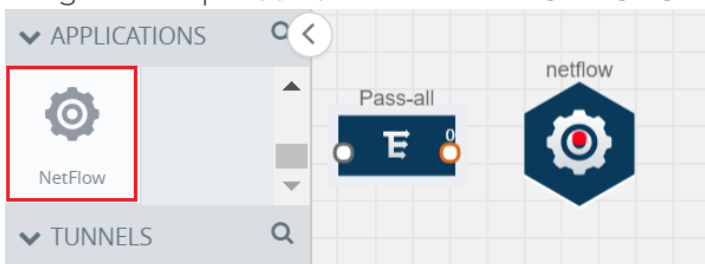 APPLICATIONS
NetFlow
TUNNELS
Pass-all
0
netflow